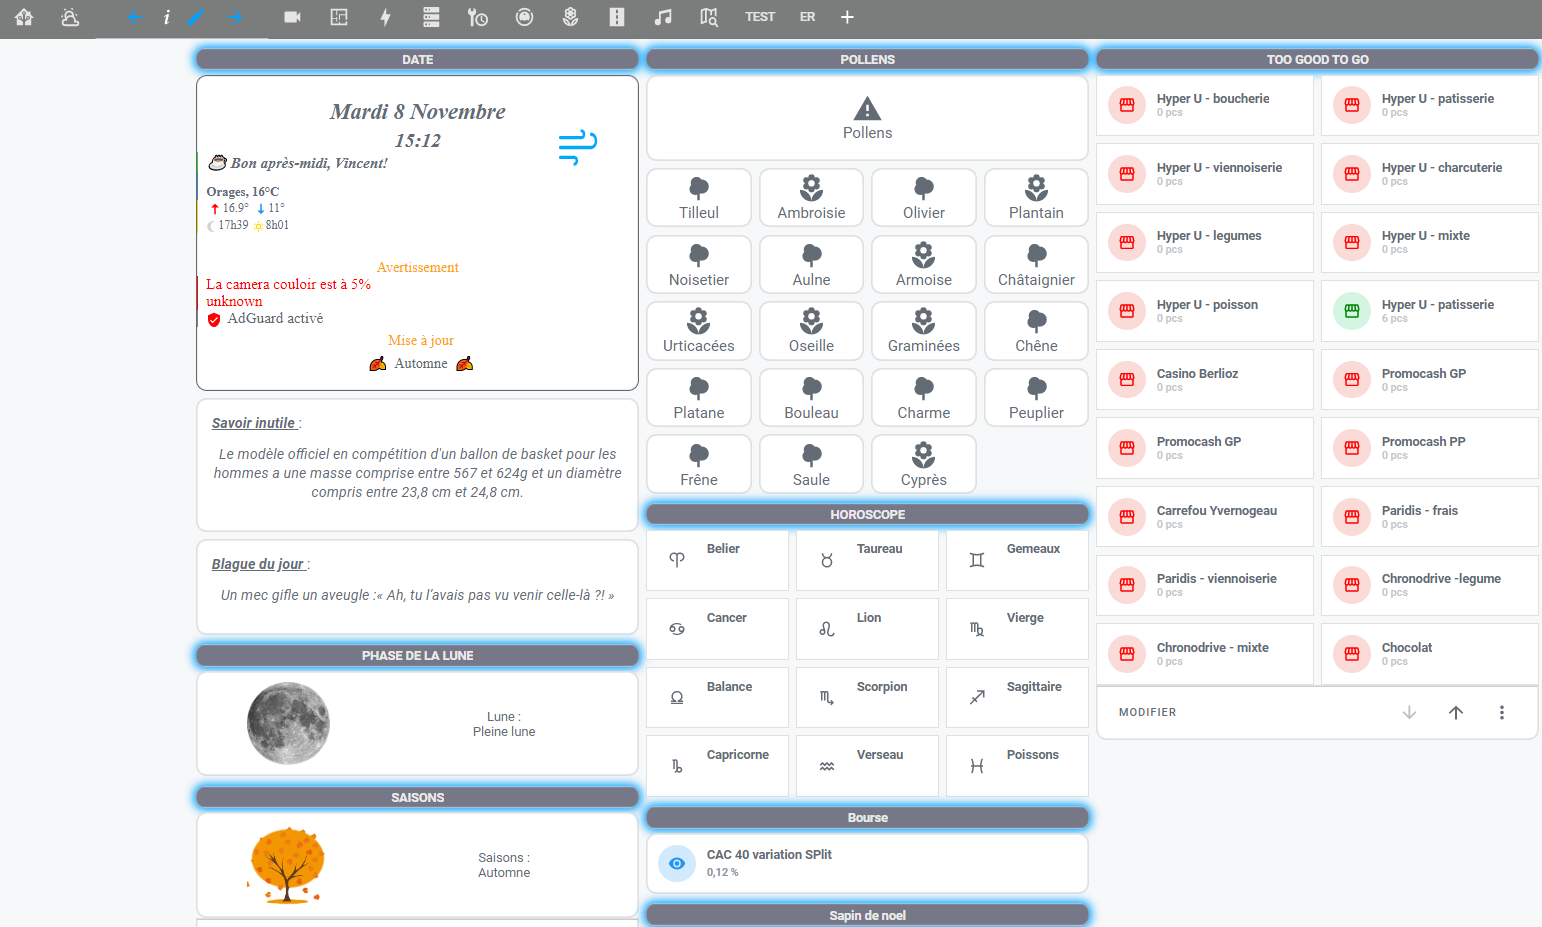 TEST
ER
DATE
Mardi 8 Novembre
15:12
Bon après-midi, Vincent!
Orages, 16°C
16.9° 11°
17h39 8h01
Avertissement
La camera couloir est à 5%
unknown
AdGuard activé
Mise à jour
Automne
Savoir inutile :
Le modèle officiel en compétition d'un ballon de basket pour les
hommes a une masse comprise entre 567 et 624g et un diamètre
compris entre 23,8 cm et 24,8 cm.
Blague du jour :
Un mec gifle un aveugle :« Ah, tu l'avais pas vu venir celle-là ?! »
PHASE DE LA LUNE
Lune :
Pleine lune
SAISONS
Saisons :
Automne
POLLENS
Pollens
Tilleul
Ambroisie
Olivier
Plantain
Noisetier
Aulne
Armoise
Châtaignier
Urticacées
Oseille
Graminées
Chêne
Platane
Bouleau
Charme
Peuplier
Frêne
Saule
Cyprès
HOROSCOPE
Belier
Taureau
Gemeaux
Cancer
Lion
Vierge
Balance
Scorpion
Sagittaire
Capricorne
Verseau
Poissons
Bourse
CAC 40 variation SPlit
0,12 %
Sapin de noel
TOO GOOD TO GO
Hyper U - boucherie
0 pcs
Hyper U - patisserie
0 pcs
Hyper U - viennoiserie
0 pcs
Hyper U - charcuterie
0 pcs
Hyper U - legumes
0 pcs
Hyper U - mixte
0 pcs
Hyper U - poisson
0 pcs
Hyper U - patisserie
6 pcs
Casino Berlioz
0 pcs
Promocash GP
0 pcs
Promocash GP
0 pcs
Promocash PP
0 pcs
Carrefou Yvernogeau
0 pcs
Paridis - frais
0 pcs
Paridis - viennoiserie
0 pcs
Chronodrive -legume
0 pcs
Chronodrive - mixte
0 pcs
Chocolat
0 pcs
MODIFIER